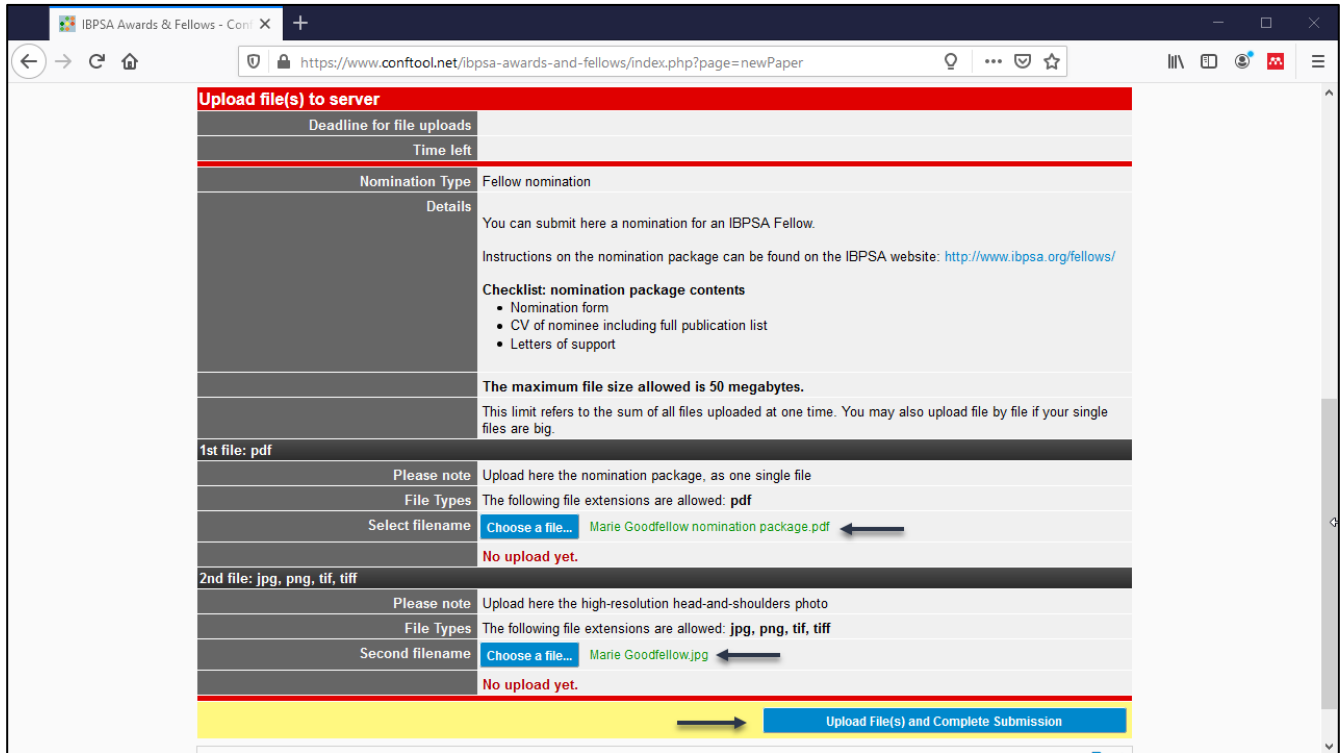 IBPSA Awards & Fellows - Conf
https://www.conftool.net/ibpsa-awards-and-fellows/index.php?page=newPaper
Upload file(s) to server
Deadline for file uploads
Time left
Nomination Type Fellow nomination
Details
You can submit here a nomination for an IBPSA Fellow.
Instructions on the nomination package can be found on the IBPSA website: http://www.ibpsa.org/fellows/
Checklist: nomination package contents
• Nomination form
• CV of nominee including full publication list
• Letters of support
The maximum file size allowed is 50 megabytes.
This limit refers to the sum of all files uploaded at one time. You may also upload file by file if your single
files are big.
1st file: pdf
Please note Upload here the nomination package, as one single file
File Types The following file extensions are allowed: pdf
Select filename Choose a file... Marie Goodfellow nomination package.pdf
No upload yet.
2nd file: jpg, png, tif, tiff
Please note Upload here the high-resolution head-and-shoulders photo
File Types The following file extensions are allowed: jpg, png, tif, tiff
Second filename Choose a file... Marie Goodfellow.jpg
No upload yet.
Upload File(s) and Complete Submission